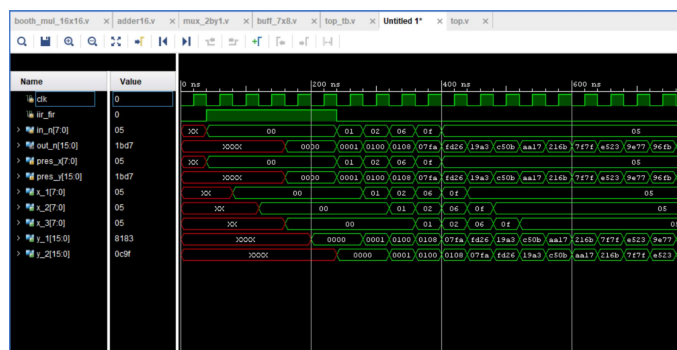 booth_mul_16x16.v × adder16.v × mux_2by1.v × buff_7x8.v × top_tb.v × Untitled 1* × top.v ×
Name Value 0 ns 200 ns 400 ns 600 ns
clk 0
iir_fir 0
in_n[7:0] 05 XX 00 01 02 06 0f 05
out_n[15:0] 1bd7 XXXX 0000 0001 0100 0108 07fa fd26 19a3 c50b aa17 216b 7f7f e523 9e77 96fb
pres_x[7:0] 05 XX 00 01 02 06 0f 05
pres_y[15:0] 1bd7 XXXX 0000 0001 0100 0108 07fa fd26 19a3 c50b aa17 216b 7f7f e523 9e77 96fb
x_1[7:0] 05 XX 00 01 02 06 0f 05
x_2[7:0] 05 XX 00 01 02 06 0f 05
x_3[7:0] 05 XX 00 01 02 06 0f 05
y_1[15:0] 8183 XXXX 0000 0001 0100 0108 07fa fd26 19a3 c50b aa17 216b 7f7f e523 9e77
y_2[15:0] 0c9f XXXX 0000 0001 0100 0108 07fa fd26 19a3 c50b aa17 216b 7f7f e523